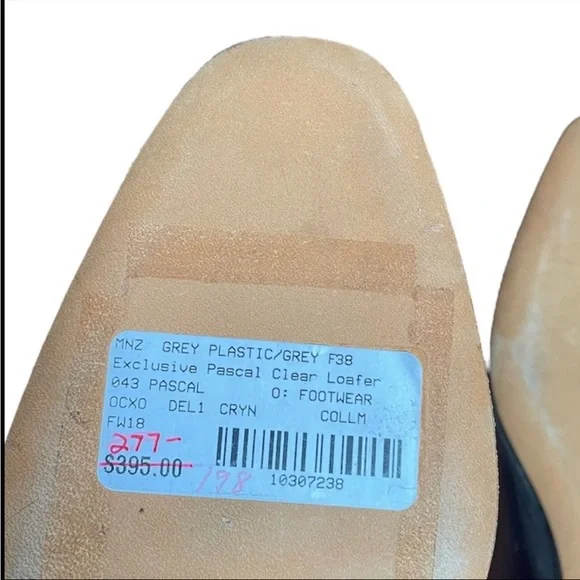 MNZ GREY PLASTIC/GREY F38
Exclusive Pascal Clear Loafer
043 PASCAL O: FOOTWEAR
OCXO DEL1 CRYN COLLM
FW18
277-
$395.00 198
10307238